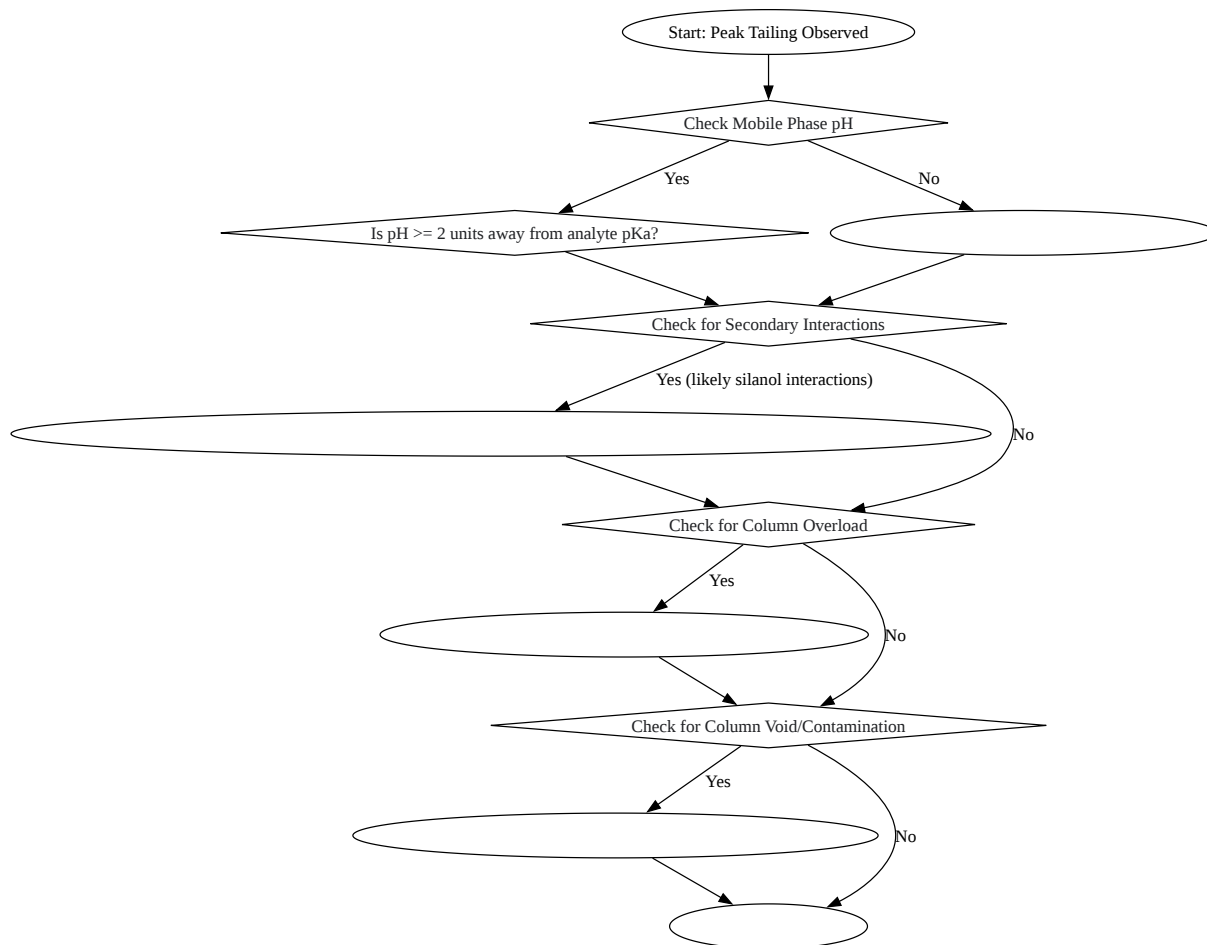 Start: Peak Tailing Observed
Check Mobile Phase pH
Yes
No
Is pH >= 2 units away from analyte pKa?
Check for Secondary Interactions
Yes (likely silanol interactions)
No
Check for Column Overload
Yes
No
Check for Column Void/Contamination
Yes
No